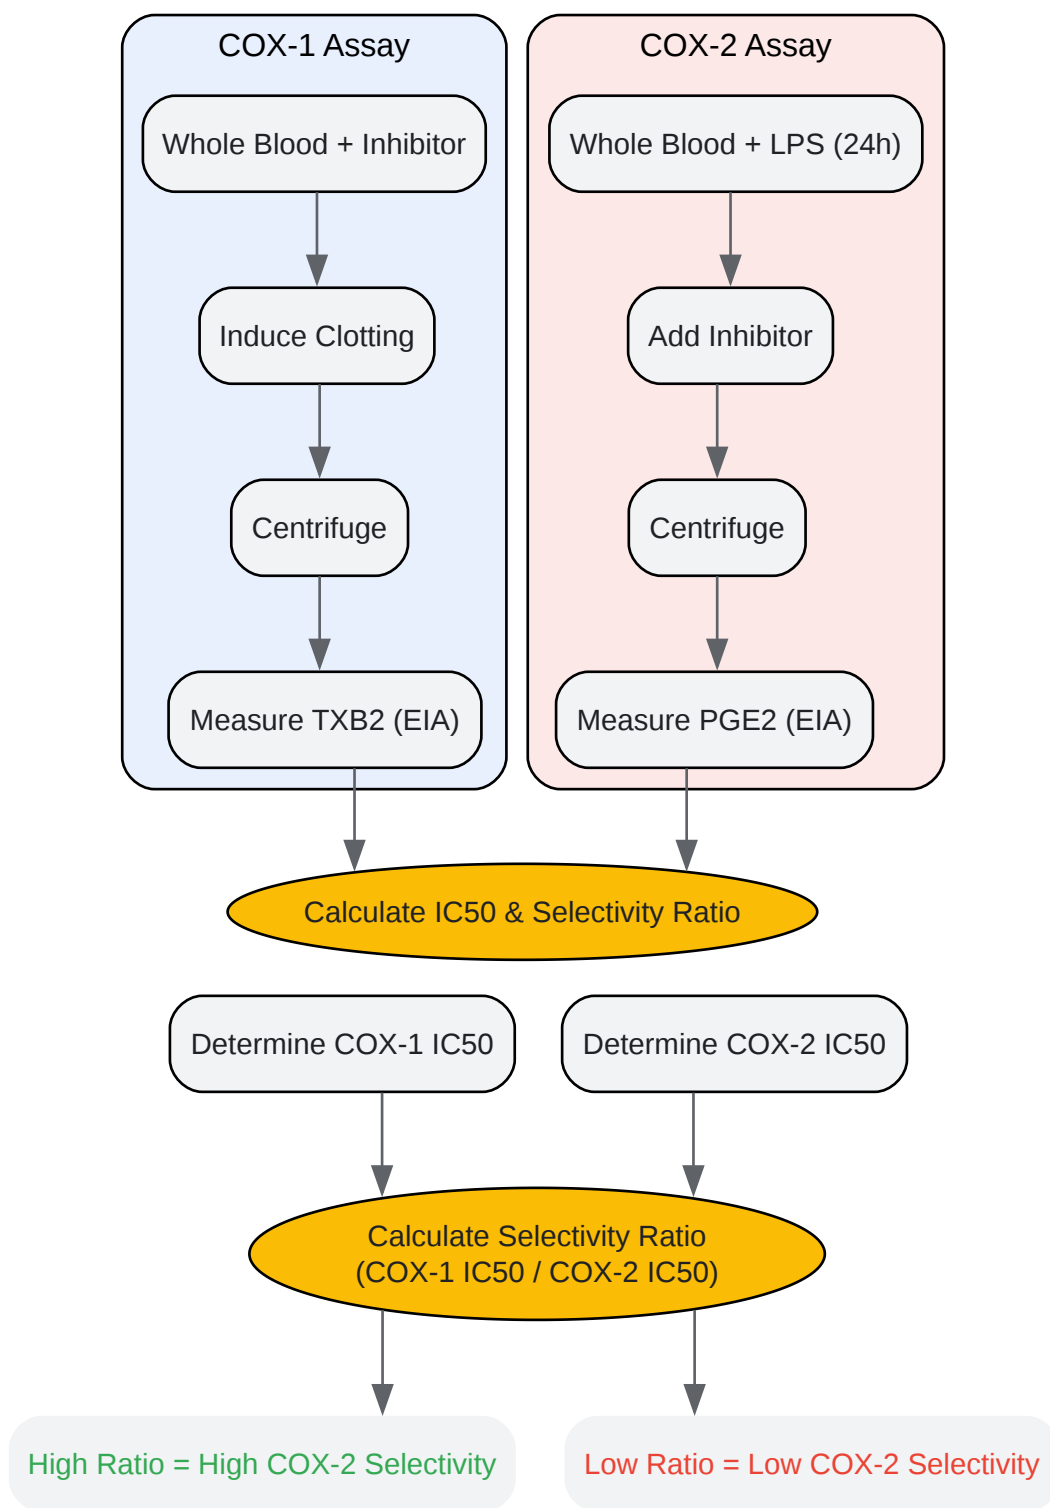 COX-1 Assay
Whole Blood + Inhibitor
Induce Clotting
Centrifuge
Measure TXB2 (EIA)
COX-2 Assay
Whole Blood + LPS (24h)
Add Inhibitor
Centrifuge
Measure PGE2 (EIA)
Calculate IC50 & Selectivity Ratio
Determine COX-1 IC50
Determine COX-2 IC50
Calculate Selectivity Ratio
(COX-1 IC50 / COX-2 IC50)
High Ratio = High COX-2 Selectivity
Low Ratio = Low COX-2 Selectivity